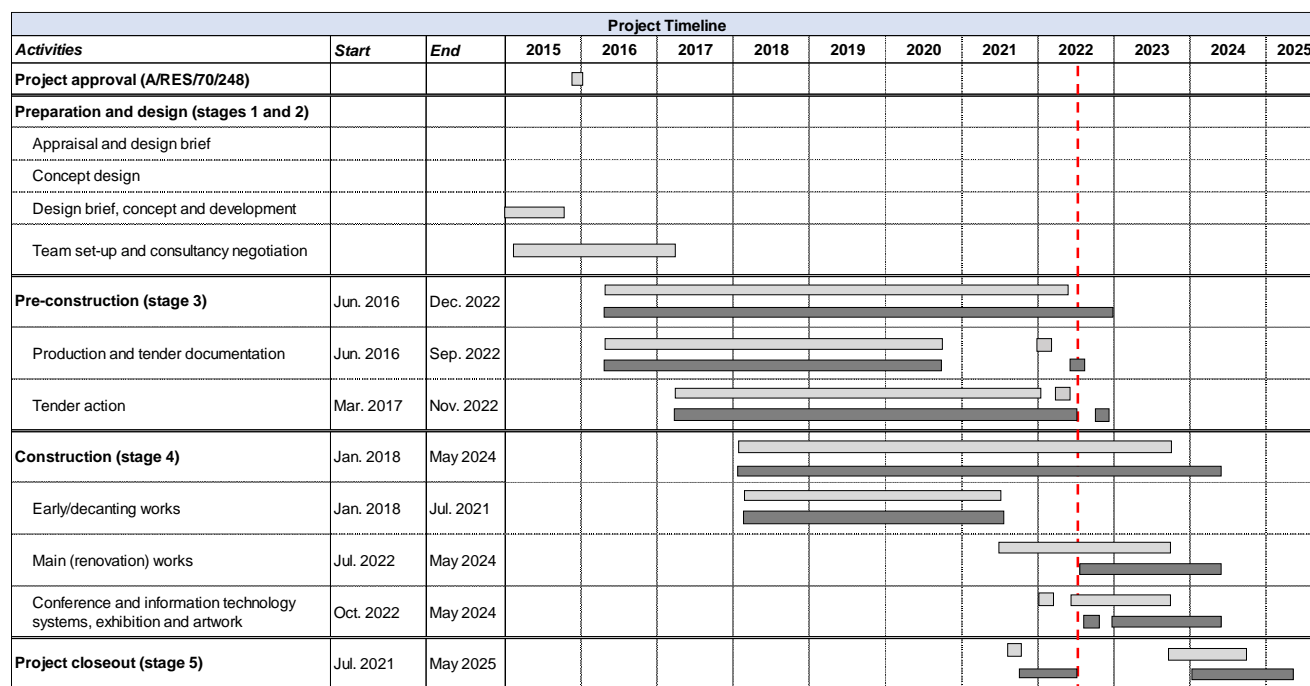 Project Timeline
Activities Start End 2015 2016 2017 2018 2019 2020 2021 2022 2023 2024 2025
Project approval (A/RES/70/248)
Preparation and design (stages 1 and 2)
Appraisal and design brief
Concept design
Design brief, concept and development
Team set-up and consultancy negotiation
Pre-construction (stage 3) Jun. 2016 Dec. 2022
Production and tender documentation Jun. 2016 Sep. 2022
Tender action Mar. 2017 Nov. 2022
Construction (stage 4) Jan. 2018 May 2024
Early/decanting works Jan. 2018 Jul. 2021
Main (renovation) works Jul. 2022 May 2024
Conference and information technology
systems, exhibition and artwork Oct. 2022 May 2024
Project closeout (stage 5) Jul. 2021 May 2025